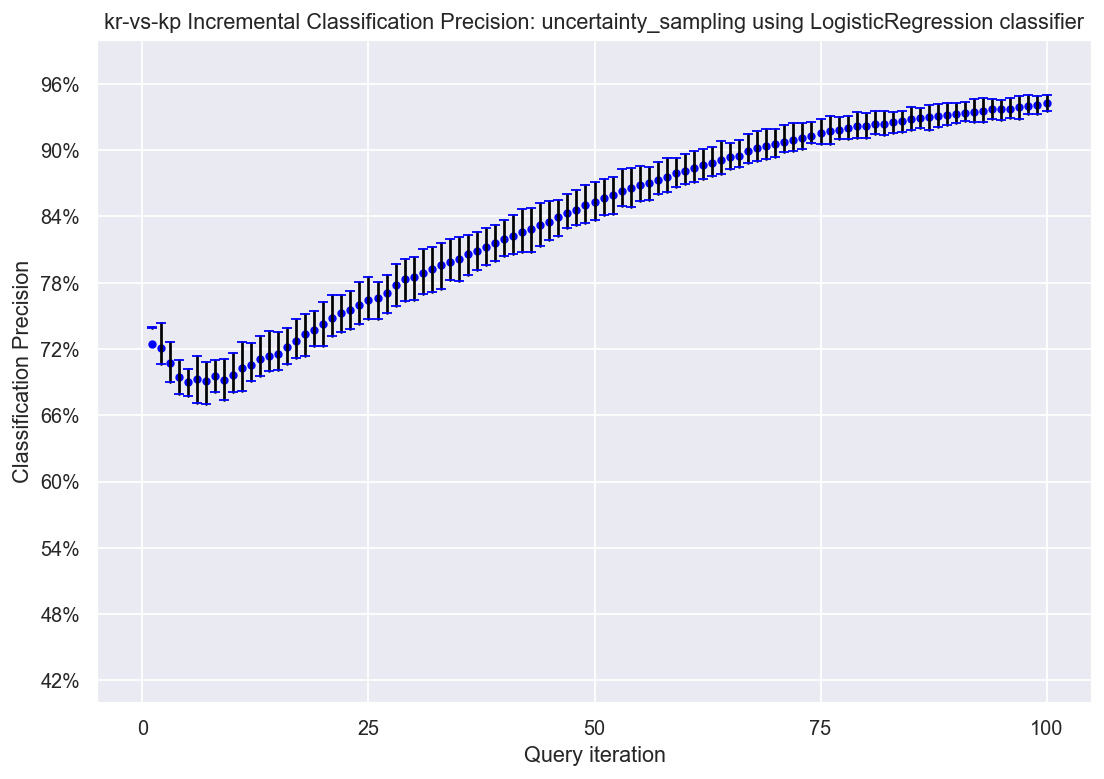 kr-vs-kp Incremental Classification Precision: uncertainty_sampling using LogisticRegression classifier
96%
90%
84%
78%
72%
66%
60%
54%
48%
42%
Classification Precision
0 25 50 75 100
Query iteration